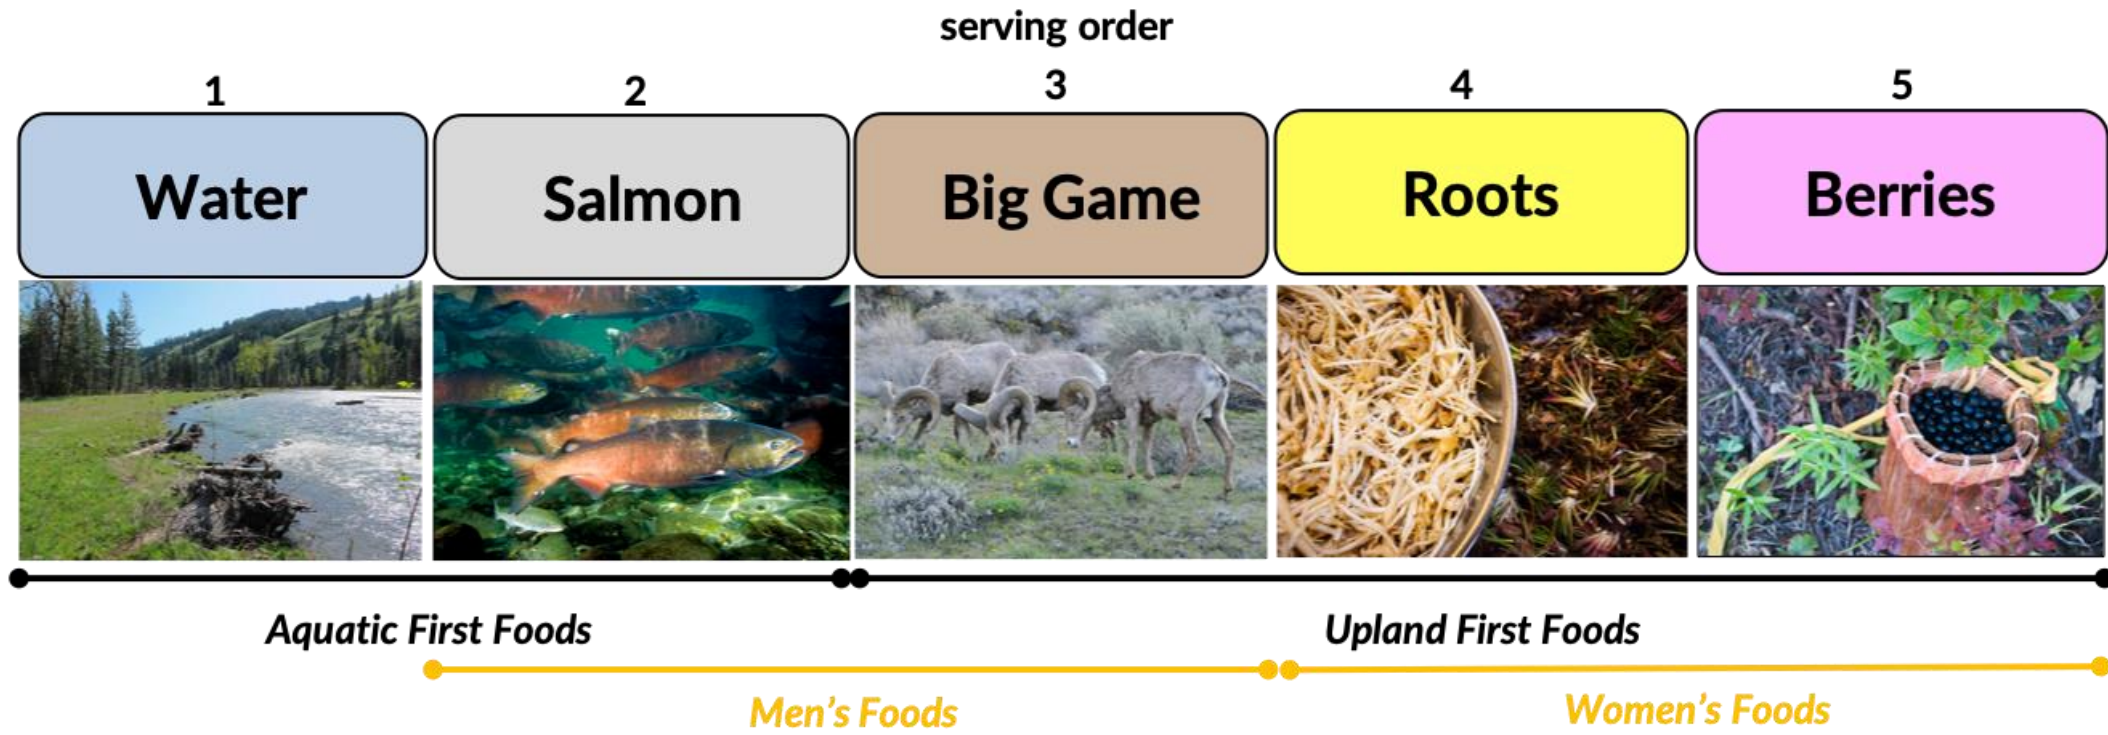 serving order
1 2 3 4 5
Water Salmon Big Game Roots Berries
Aquatic First Foods Upland First Foods
Men’s Foods Women’s Foods